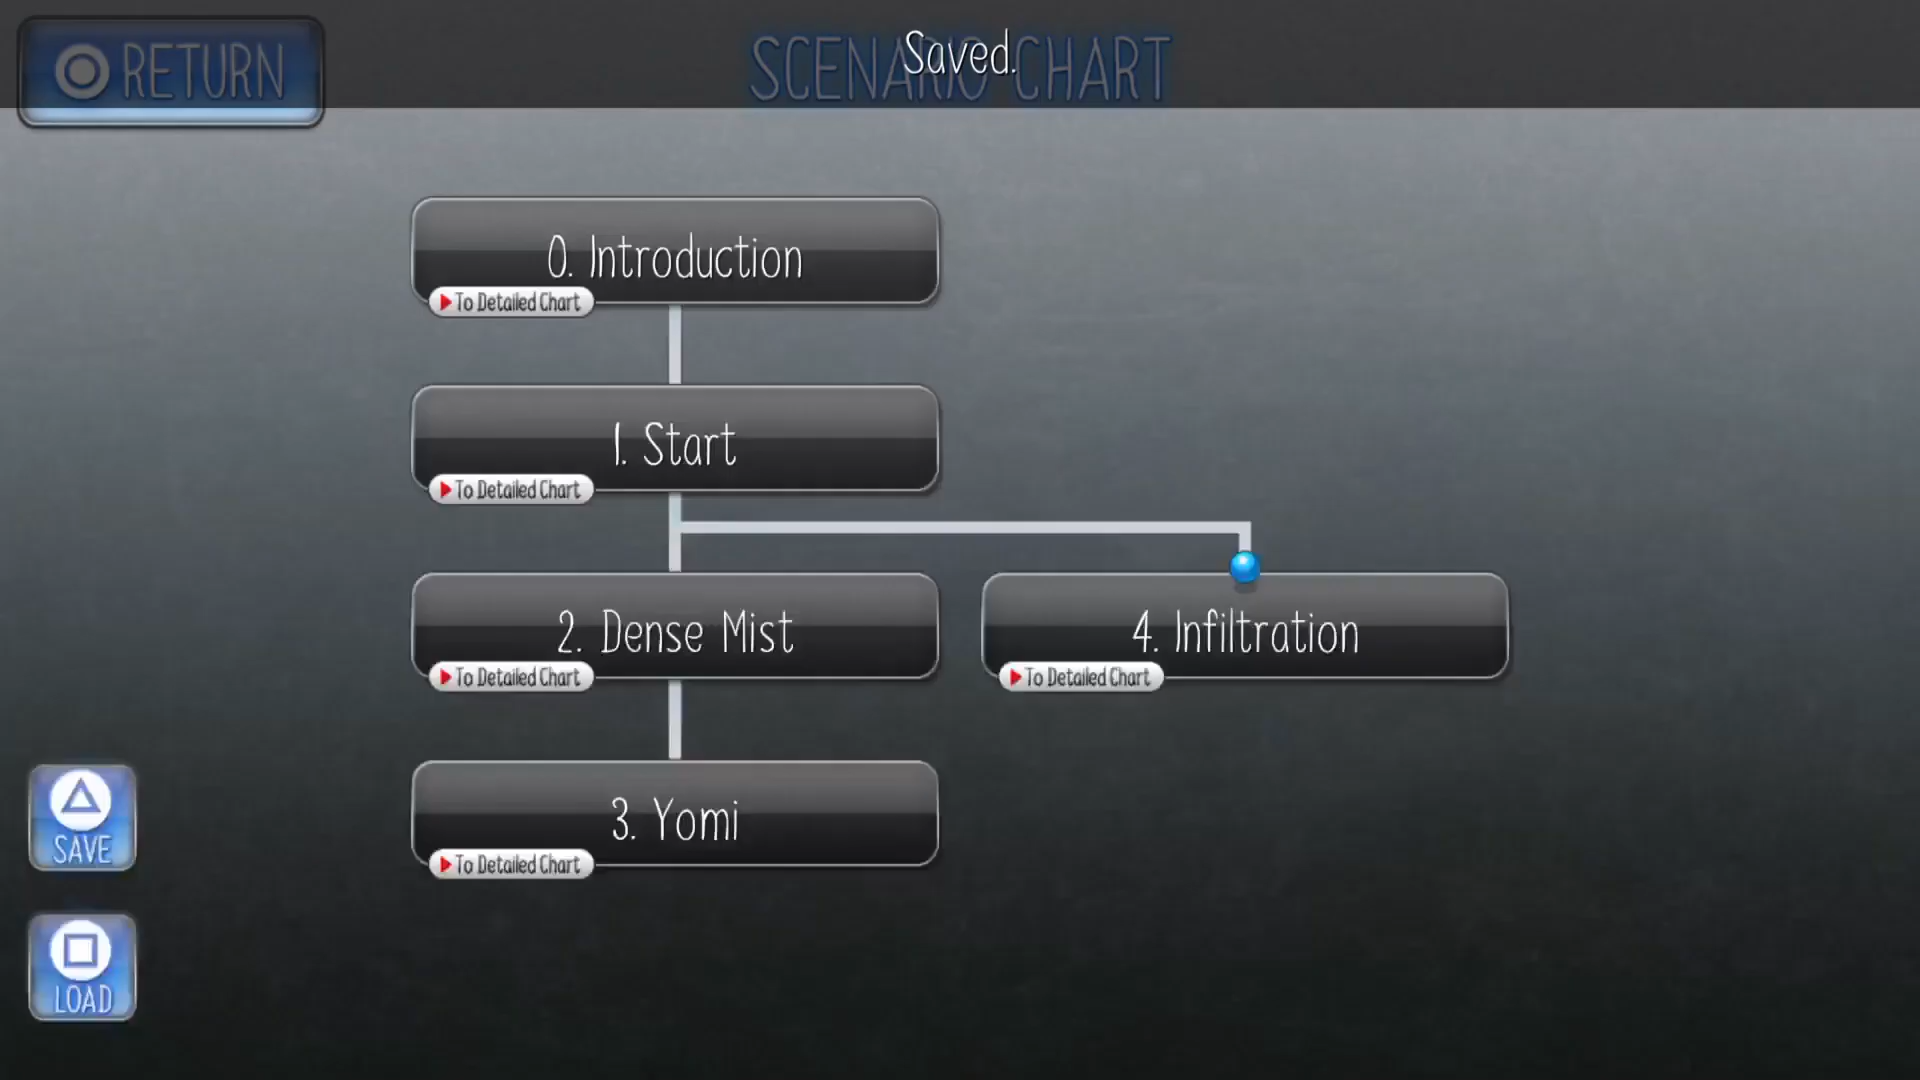 RETURN
SCENARIO CHART
Saved.
0. Introduction
To Detailed Chart
1. Start
To Detailed Chart
2. Dense Mist
To Detailed Chart
4. Infiltration
To Detailed Chart
3. Yomi
To Detailed Chart
SAVE
LOAD